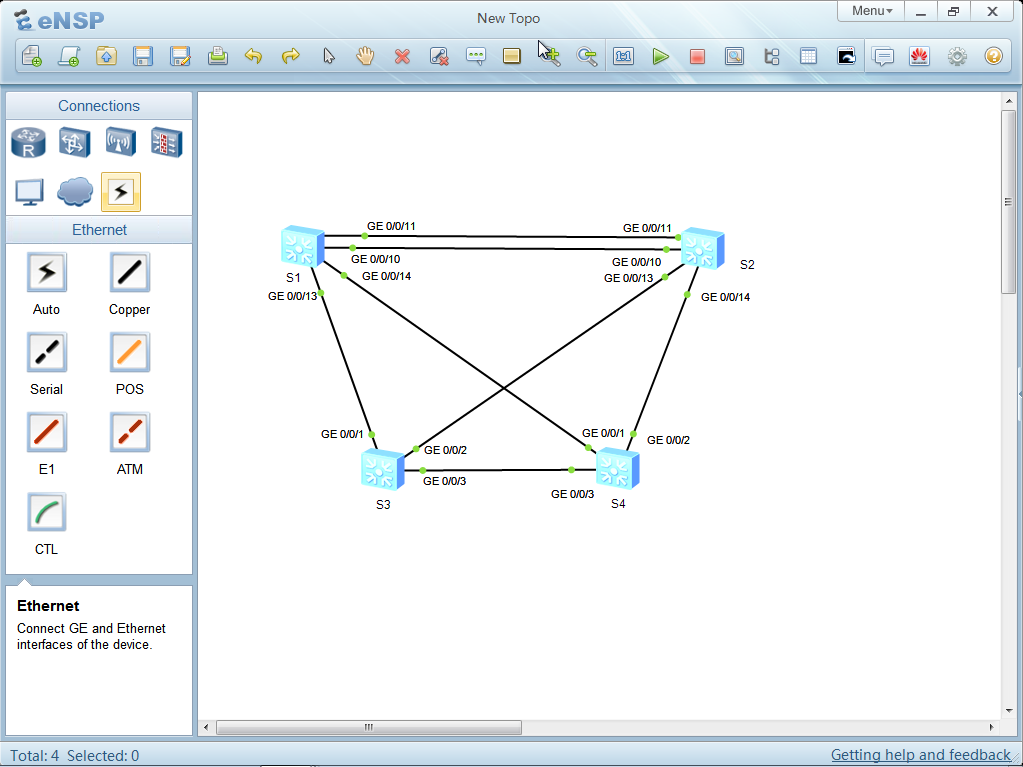 eNSP
New Topo
Menu
1:1
Connections
R
Ethernet
Auto
Copper
Serial
POS
E1
ATM
CTL
Ethernet
Connect GE and Ethernet
interfaces of the device.
GE 0/0/11
GE 0/0/11
GE 0/0/10
GE 0/0/10
S1
S2
GE 0/0/14
GE 0/0/13
GE 0/0/13
GE 0/0/14
GE 0/0/1
GE 0/0/1
GE 0/0/2
GE 0/0/2
GE 0/0/3
GE 0/0/3
S3
S4
Total: 4 Selected: 0
Getting help and feedback